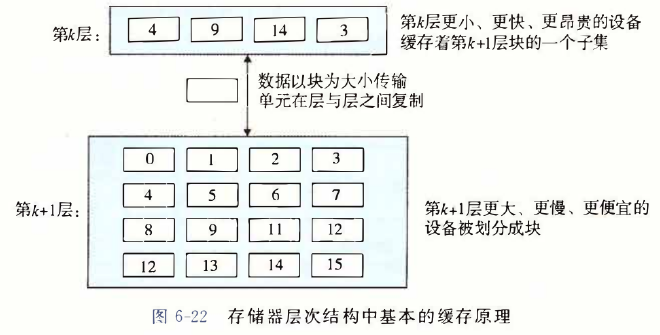 第k层：
4 9 14 3
第k层更小、更快、更昂贵的设备
缓存着第k+1层块的一个子集
数据以块为大小传输
单元在层与层之间复制
第k+1层：
0 1 2 3
4 5 6 7
8 9 11 12
12 13 14 15
第k+1层更大、更慢、更便宜的
设备被划分成块
图 6-22 存储器层次结构中基本的缓存原理